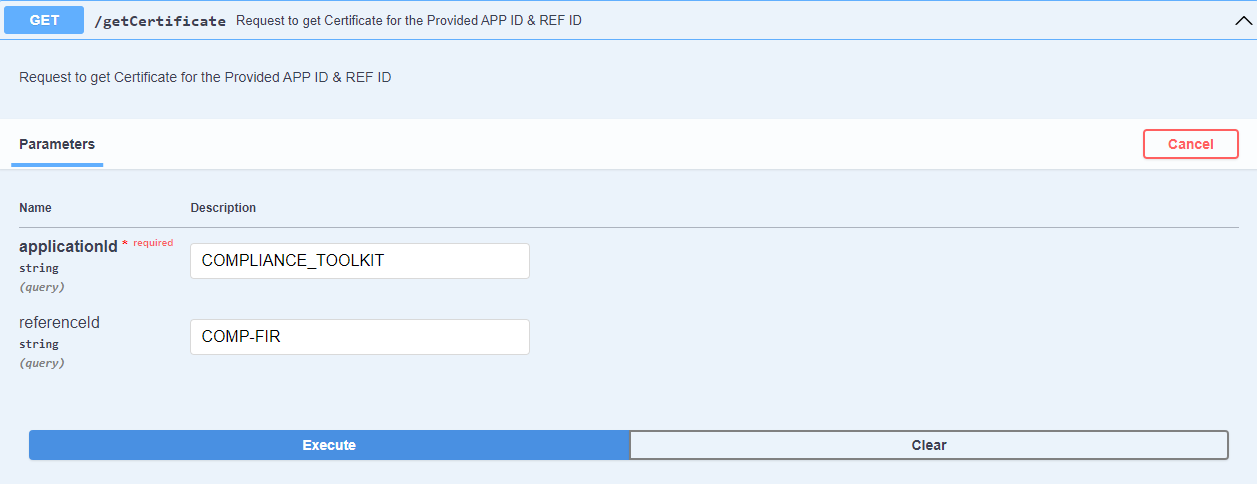 GET /getCertificate Request to get Certificate for the Provided APP ID & REF ID
Request to get Certificate for the Provided APP ID & REF ID
Parameters Cancel
Name Description
applicationId * required
string
(query)
COMPLIANCE_TOOLKIT
referenceId
string
(query)
COMP-FIR
Execute Clear